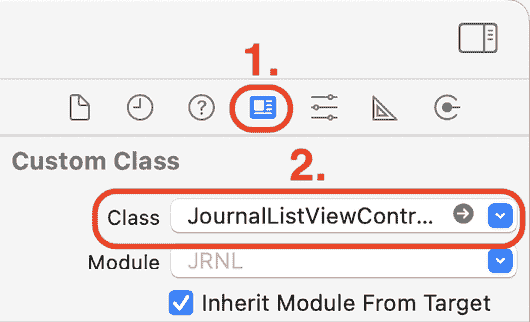 1.
Custom Class
2.
Class JournalListViewContr...
Module JRNL
Inherit Module From Target